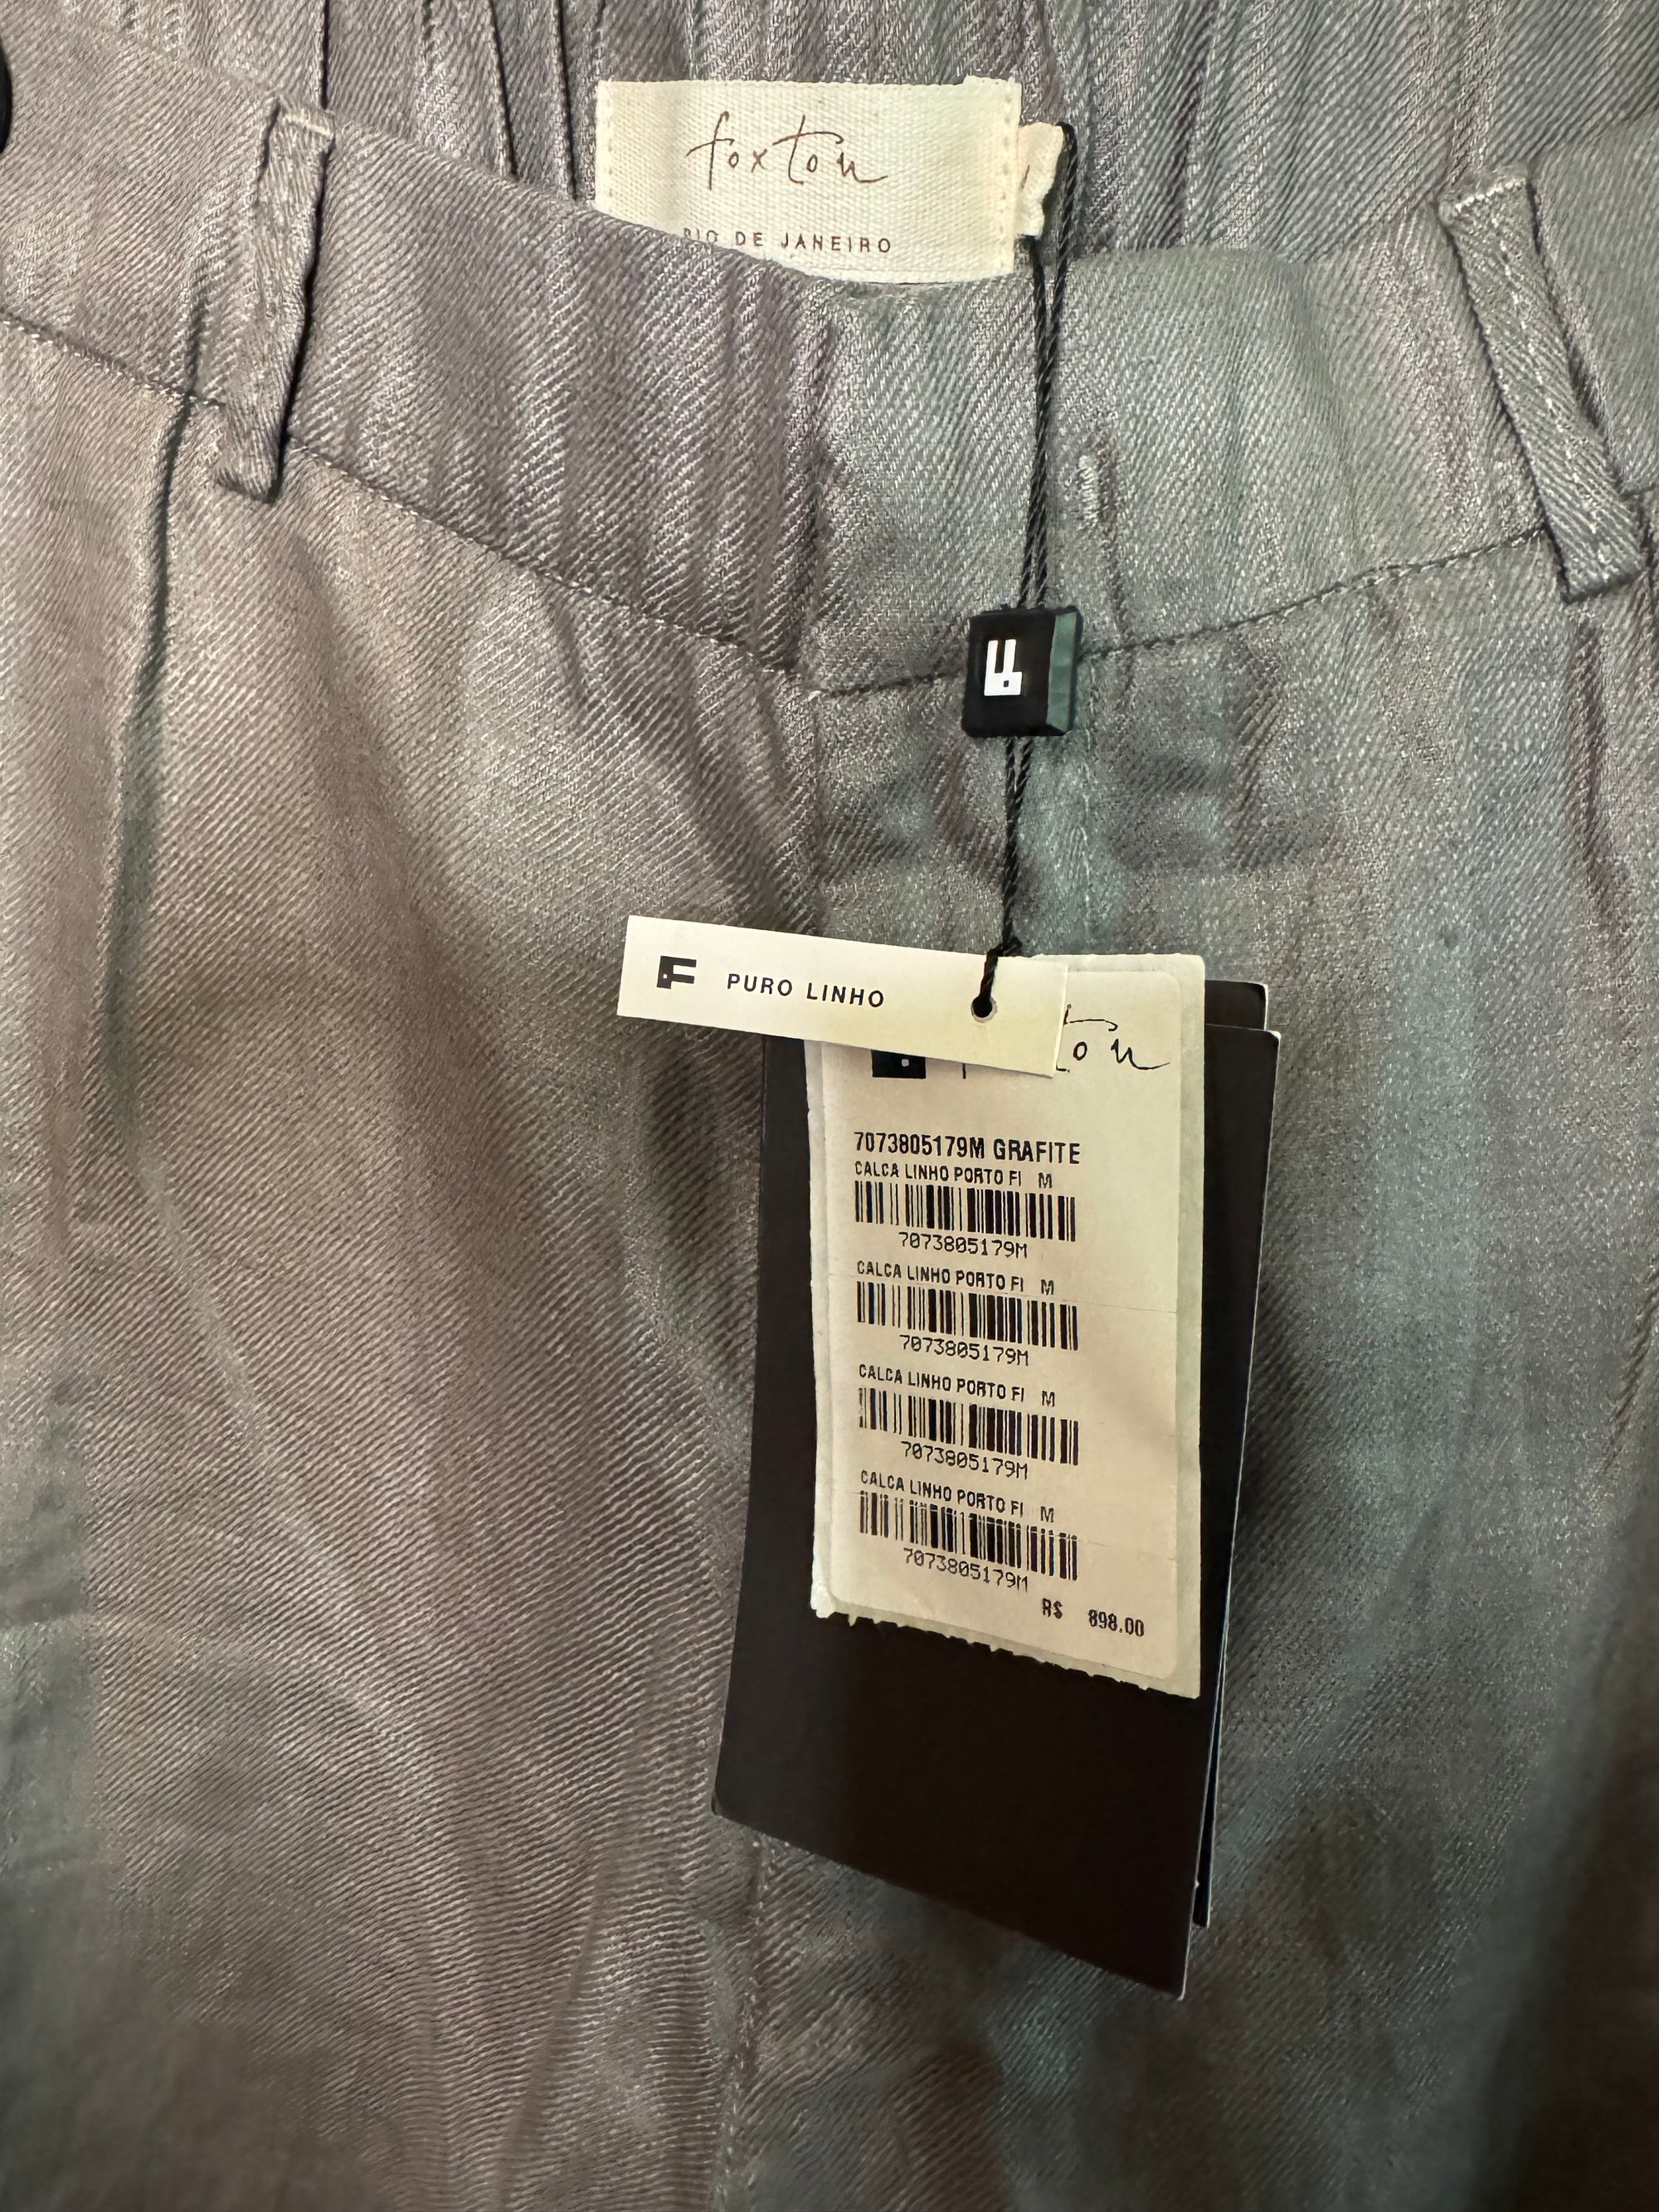 foxton
RIO DE JANEIRO
F
F PURO LINHO
ton
7073805179M GRAFITE
CALCA LINHO PORTO FI M
7073805179M
CALCA LINHO PORTO FI M
7073805179M
CALCA LINHO PORTO FI M
7073805179M
CALCA LINHO PORTO FI M
7073805179M
R$ 898.00